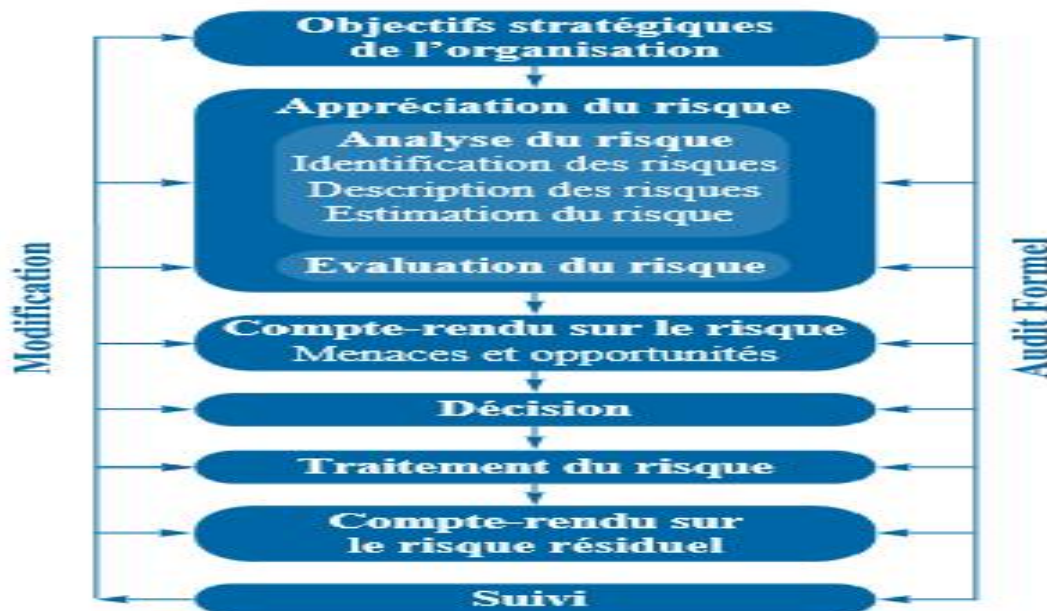 Objectifs stratégiques
de l'organisation
Appréciation du risque
Analyse du risque
Identification des risques
Description des risques
Estimation du risque
Evaluation du risque
Compte-rendu sur le risque
Menaces et opportunités
Décision
Traitement du risque
Compte-rendu sur
le risque résiduel
Suivi
Modification
Audit Formel